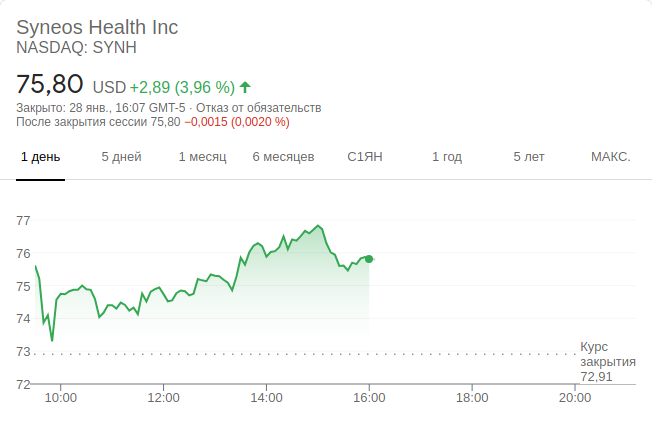 Syneos Health Inc
NASDAQ: SYNH
75,80 USD +2,89 (3,96 %)
Закрыто: 28 янв., 16:07 GMT-5 · Отказ от обязательств
После закрытия сессии 75,80 −0,0015 (0,0020 %)
1 день 5 дней 1 месяц 6 месяцев С1ЯН 1 год 5 лет МАКС.
77
76
75
74
73
72
Курс
закрытия
72,91
10:00 12:00 14:00 16:00 18:00 20:00